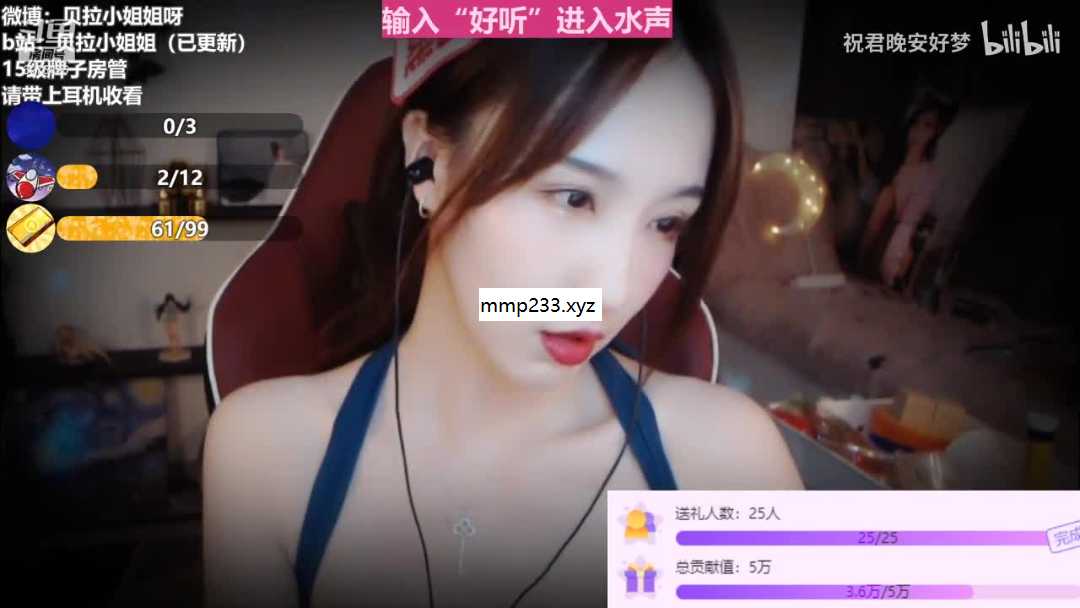 微博：贝拉小姐姐呀
b站：贝拉小姐姐（已更新）
15级牌子房管
请带上耳机收看
输入“好听”进入水声
祝君晚安好梦 bilibili
0/3
2/12
61/99
mmp233.xyz
送礼人数：25人
25/25
完成
总贡献值：5万
3.6万/5万